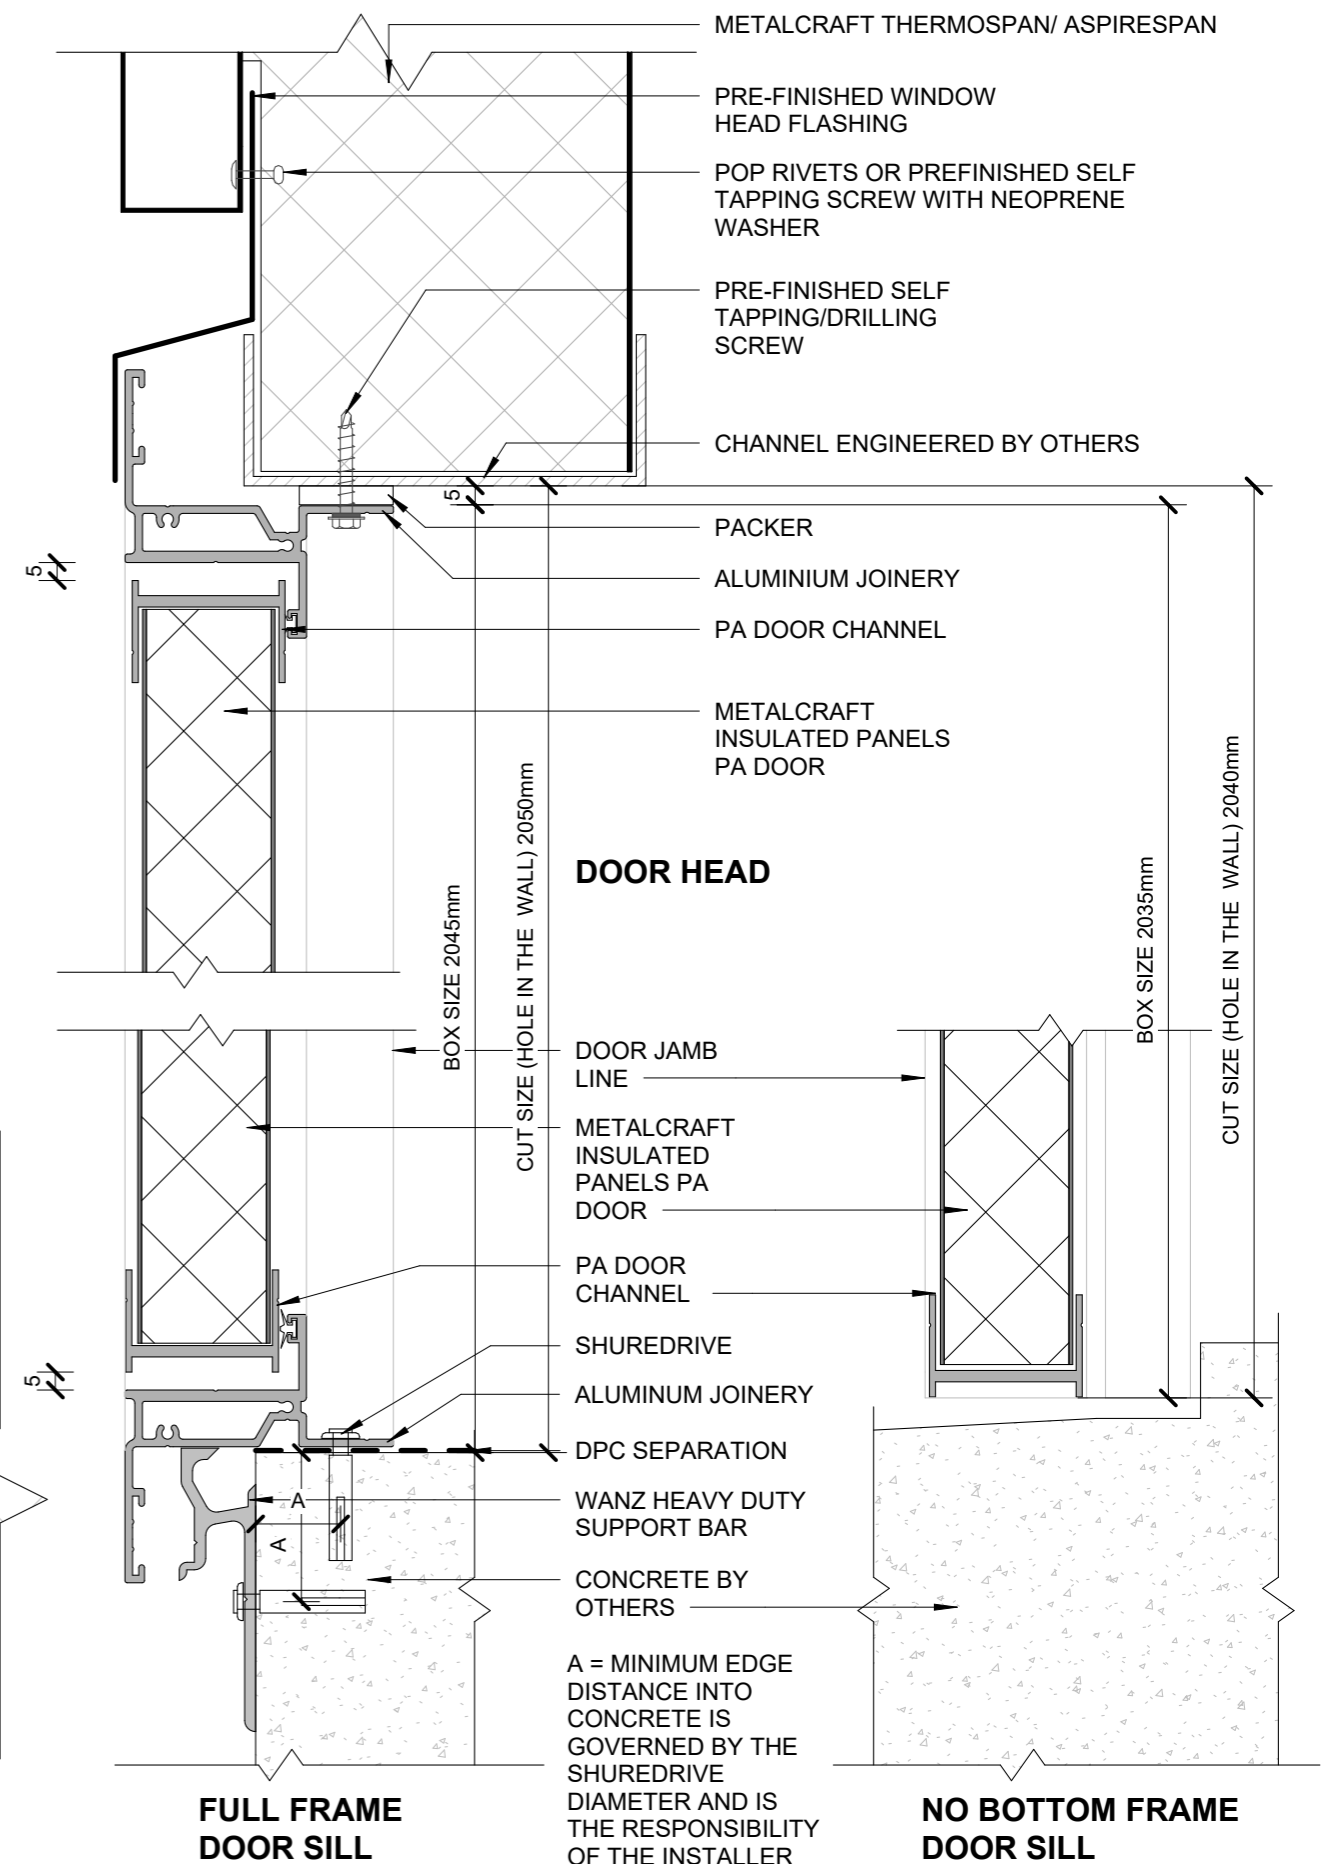 METALCRAFT THERMOSPAN/ ASPIRESPAN
PRE-FINISHED WINDOW
HEAD FLASHING
POP RIVETS OR PREFINISHED SELF
TAPPING SCREW WITH NEOPRENE
WASHER
PRE-FINISHED SELF
TAPPING/DRILLING
SCREW
CHANNEL ENGINEERED BY OTHERS
5
PACKER
5
ALUMINIUM JOINERY
PA DOOR CHANNEL
METALCRAFT
INSULATED PANELS
PA DOOR
DOOR HEAD
BOX SIZE 2045mm
CUT SIZE (HOLE IN THE WALL) 2050mm
BOX SIZE 2035mm
CUT SIZE (HOLE IN THE WALL) 2040mm
DOOR JAMB
LINE
METALCRAFT
INSULATED
PANELS PA
DOOR
PA DOOR
CHANNEL
SHUREDRIVE
5
ALUMINUM JOINERY
DPC SEPARATION
WANZ HEAVY DUTY
SUPPORT BAR
A
A
CONCRETE BY
OTHERS
A = MINIMUM EDGE
DISTANCE INTO
CONCRETE IS
GOVERNED BY THE
SHUREDRIVE
DIAMETER AND IS
THE RESPONSIBILITY
OF THE INSTALLER
FULL FRAME
DOOR SILL
NO BOTTOM FRAME
DOOR SILL